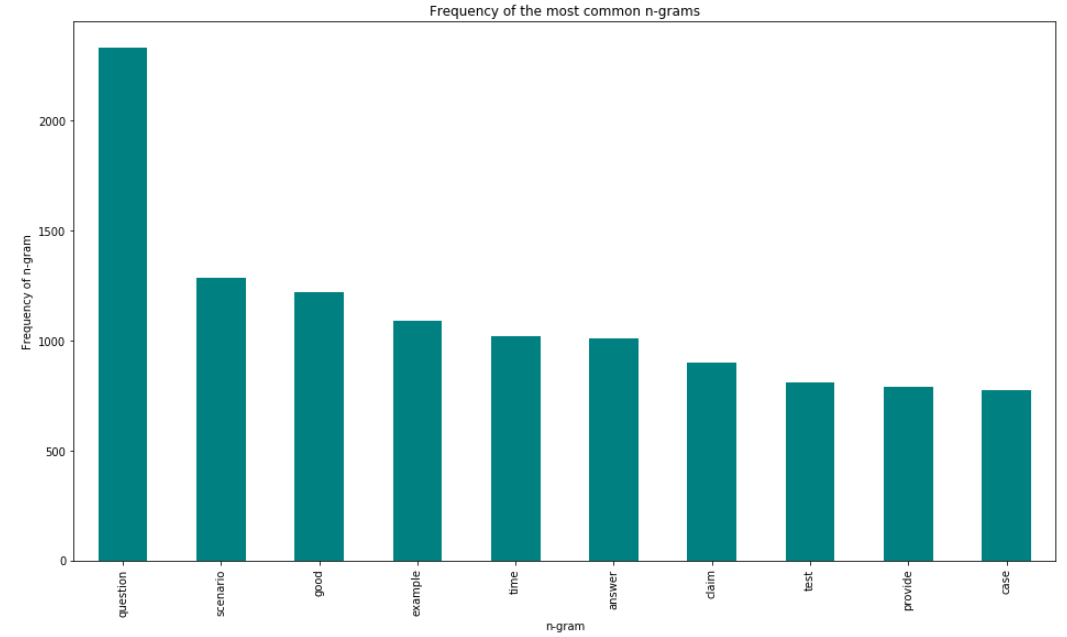 Frequency of the most common n-grams
2000
1500
1000
500
0
Frequency of n-gram
question
scenario
good
example
time
answer
claim
test
provide
case
n-gram